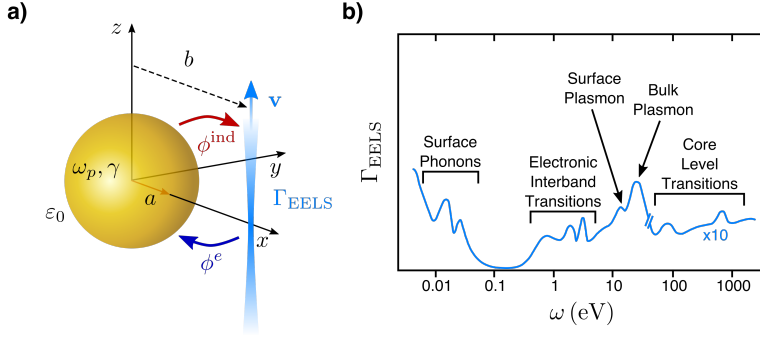 a)
z
b
v
ϕ^ind
ω_p, γ
y
Γ_EELS
a
ε_0
x
ϕ^e
b)
Γ_EELS
Surface
Phonons
Electronic
Interband
Transitions
Surface
Plasmon
Bulk
Plasmon
Core
Level
Transitions
x10
0.01
0.1
1
10
100
1000
ω (eV)